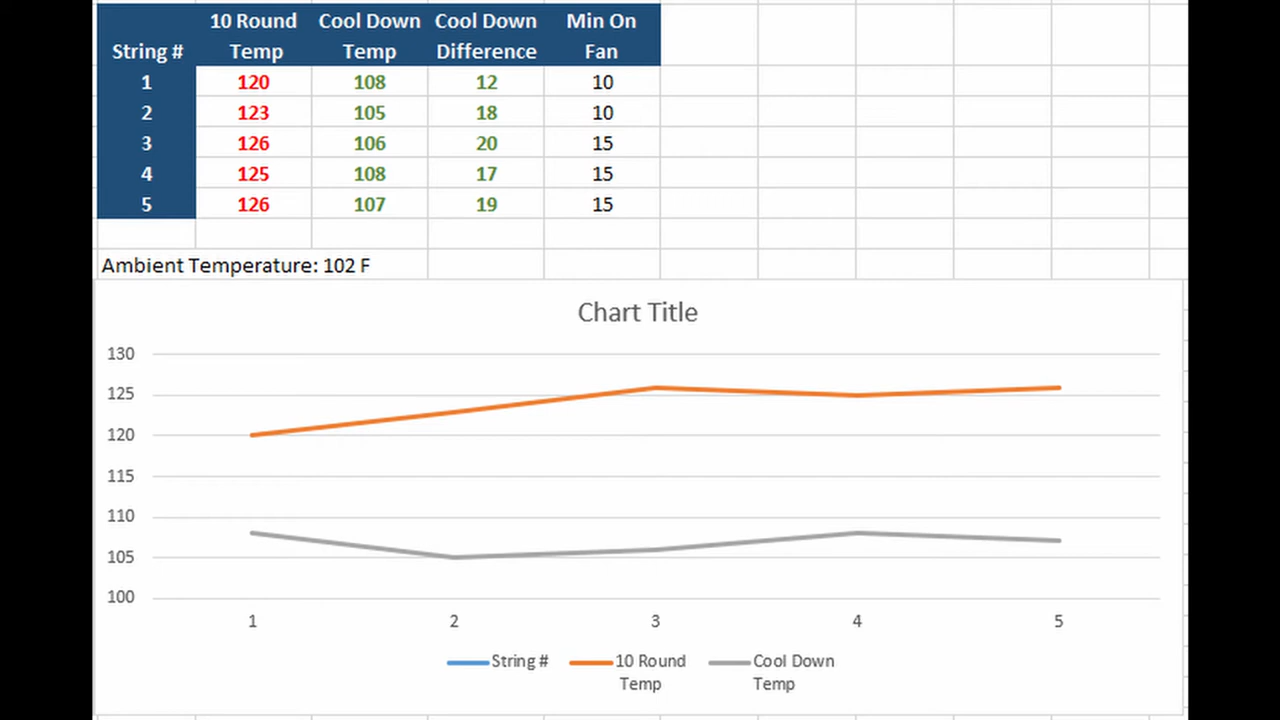 10 Round Cool Down Cool Down Min On
String # Temp Temp Difference Fan
1 120 108 12 10
2 123 105 18 10
3 126 106 20 15
4 125 108 17 15
5 126 107 19 15
Ambient Temperature: 102 F
Chart Title
130
125
120
115
110
105
100
1 2 3 4 5
String # 10 Round Cool Down
Temp Temp